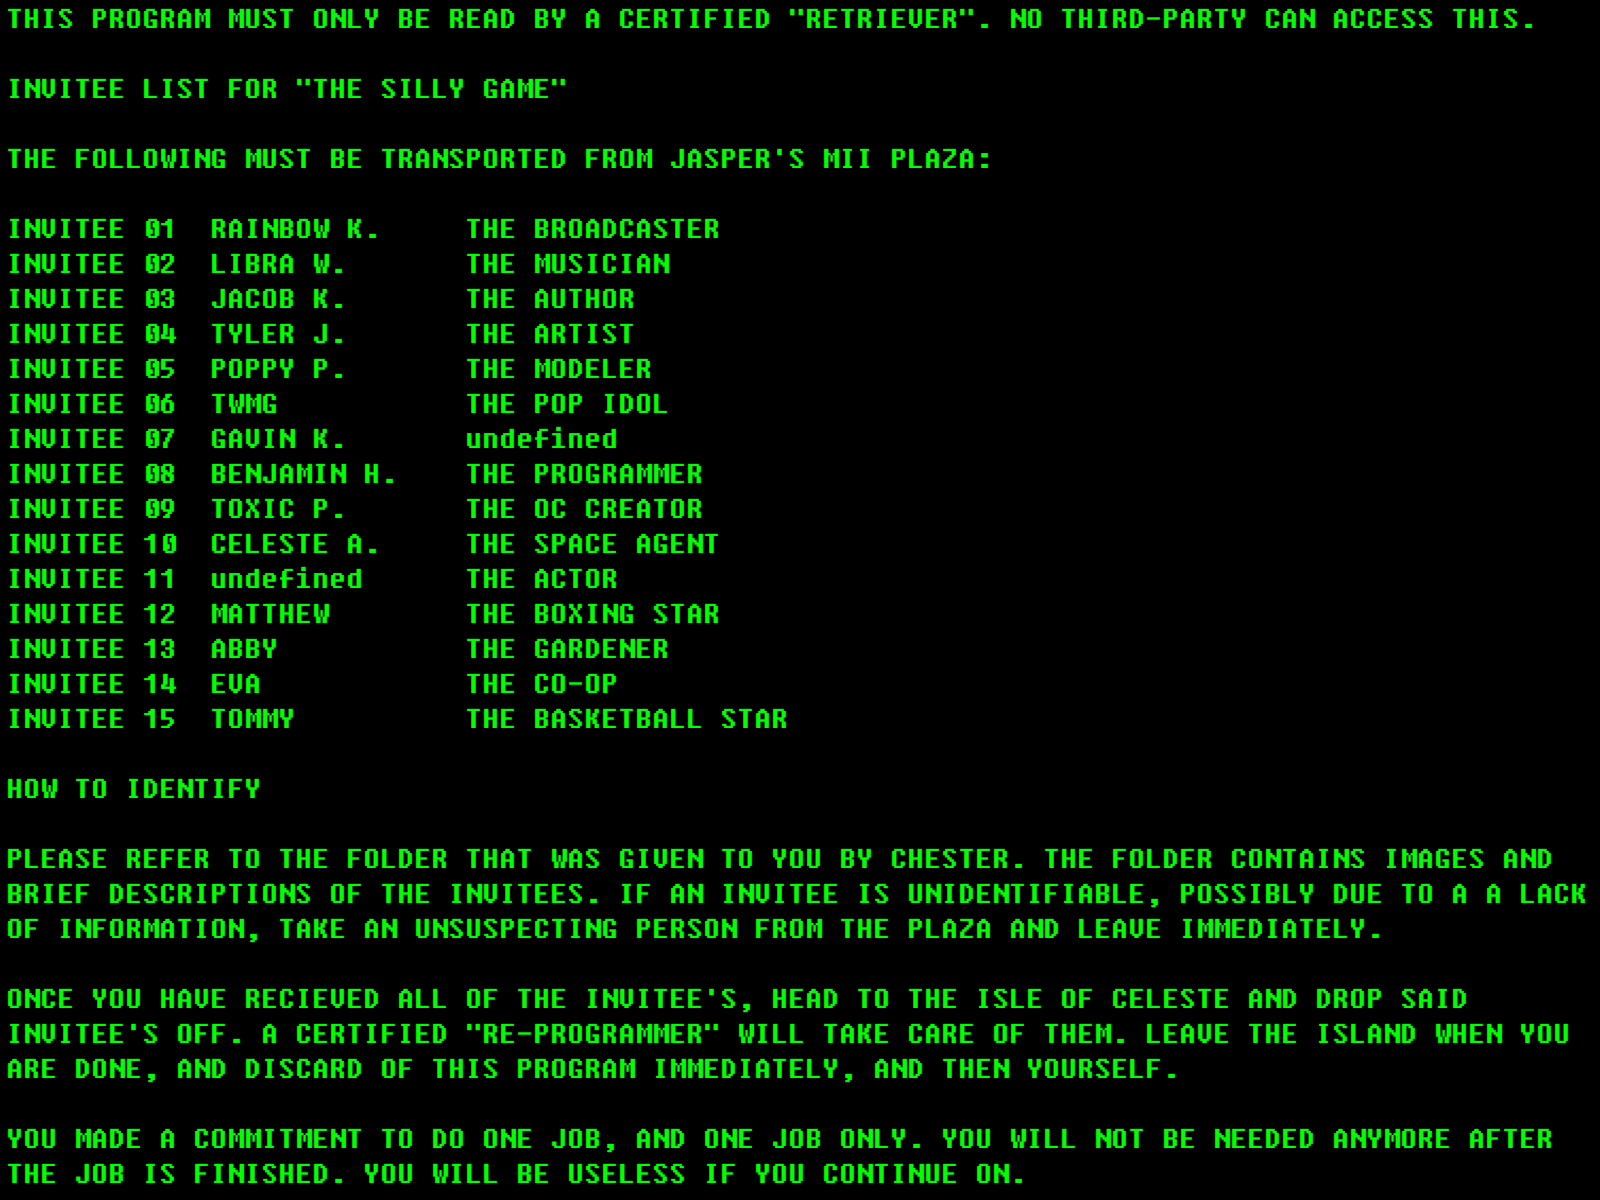 THIS PROGRAM MUST ONLY BE READ BY A CERTIFIED "RETRIEVER". NO THIRD-PARTY CAN ACCESS THIS.
INVITEE LIST FOR "THE SILLY GAME"
THE FOLLOWING MUST BE TRANSPORTED FROM JASPER'S MII PLAZA:
INVITEE 01 RAINBOW K. THE BROADCASTER
INVITEE 02 LIBRA W. THE MUSICIAN
INVITEE 03 JACOB K. THE AUTHOR
INVITEE 04 TYLER J. THE ARTIST
INVITEE 05 POPPY P. THE MODELER
INVITEE 06 TWMG THE POP IDOL
INVITEE 07 GAVIN K. undefined
INVITEE 08 BENJAMIN H. THE PROGRAMMER
INVITEE 09 TOXIC P. THE OC CREATOR
INVITEE 10 CELESTE A. THE SPACE AGENT
INVITEE 11 undefined THE ACTOR
INVITEE 12 MATTHEW THE BOXING STAR
INVITEE 13 ABBY THE GARDENER
INVITEE 14 EVA THE CO-OP
INVITEE 15 TOMMY THE BASKETBALL STAR
HOW TO IDENTIFY
PLEASE REFER TO THE FOLDER THAT WAS GIVEN TO YOU BY CHESTER. THE FOLDER CONTAINS IMAGES AND
BRIEF DESCRIPTIONS OF THE INVITEES. IF AN INVITEE IS UNIDENTIFIABLE, POSSIBLY DUE TO A A LACK
OF INFORMATION, TAKE AN UNSUSPECTING PERSON FROM THE PLAZA AND LEAVE IMMEDIATELY.
ONCE YOU HAVE RECIEVED ALL OF THE INVITEE'S, HEAD TO THE ISLE OF CELESTE AND DROP SAID
INVITEE'S OFF. A CERTIFIED "RE-PROGRAMMER" WILL TAKE CARE OF THEM. LEAVE THE ISLAND WHEN YOU
ARE DONE, AND DISCARD OF THIS PROGRAM IMMEDIATELY, AND THEN YOURSELF.
YOU MADE A COMMITMENT TO DO ONE JOB, AND ONE JOB ONLY. YOU WILL NOT BE NEEDED ANYMORE AFTER
THE JOB IS FINISHED. YOU WILL BE USELESS IF YOU CONTINUE ON.